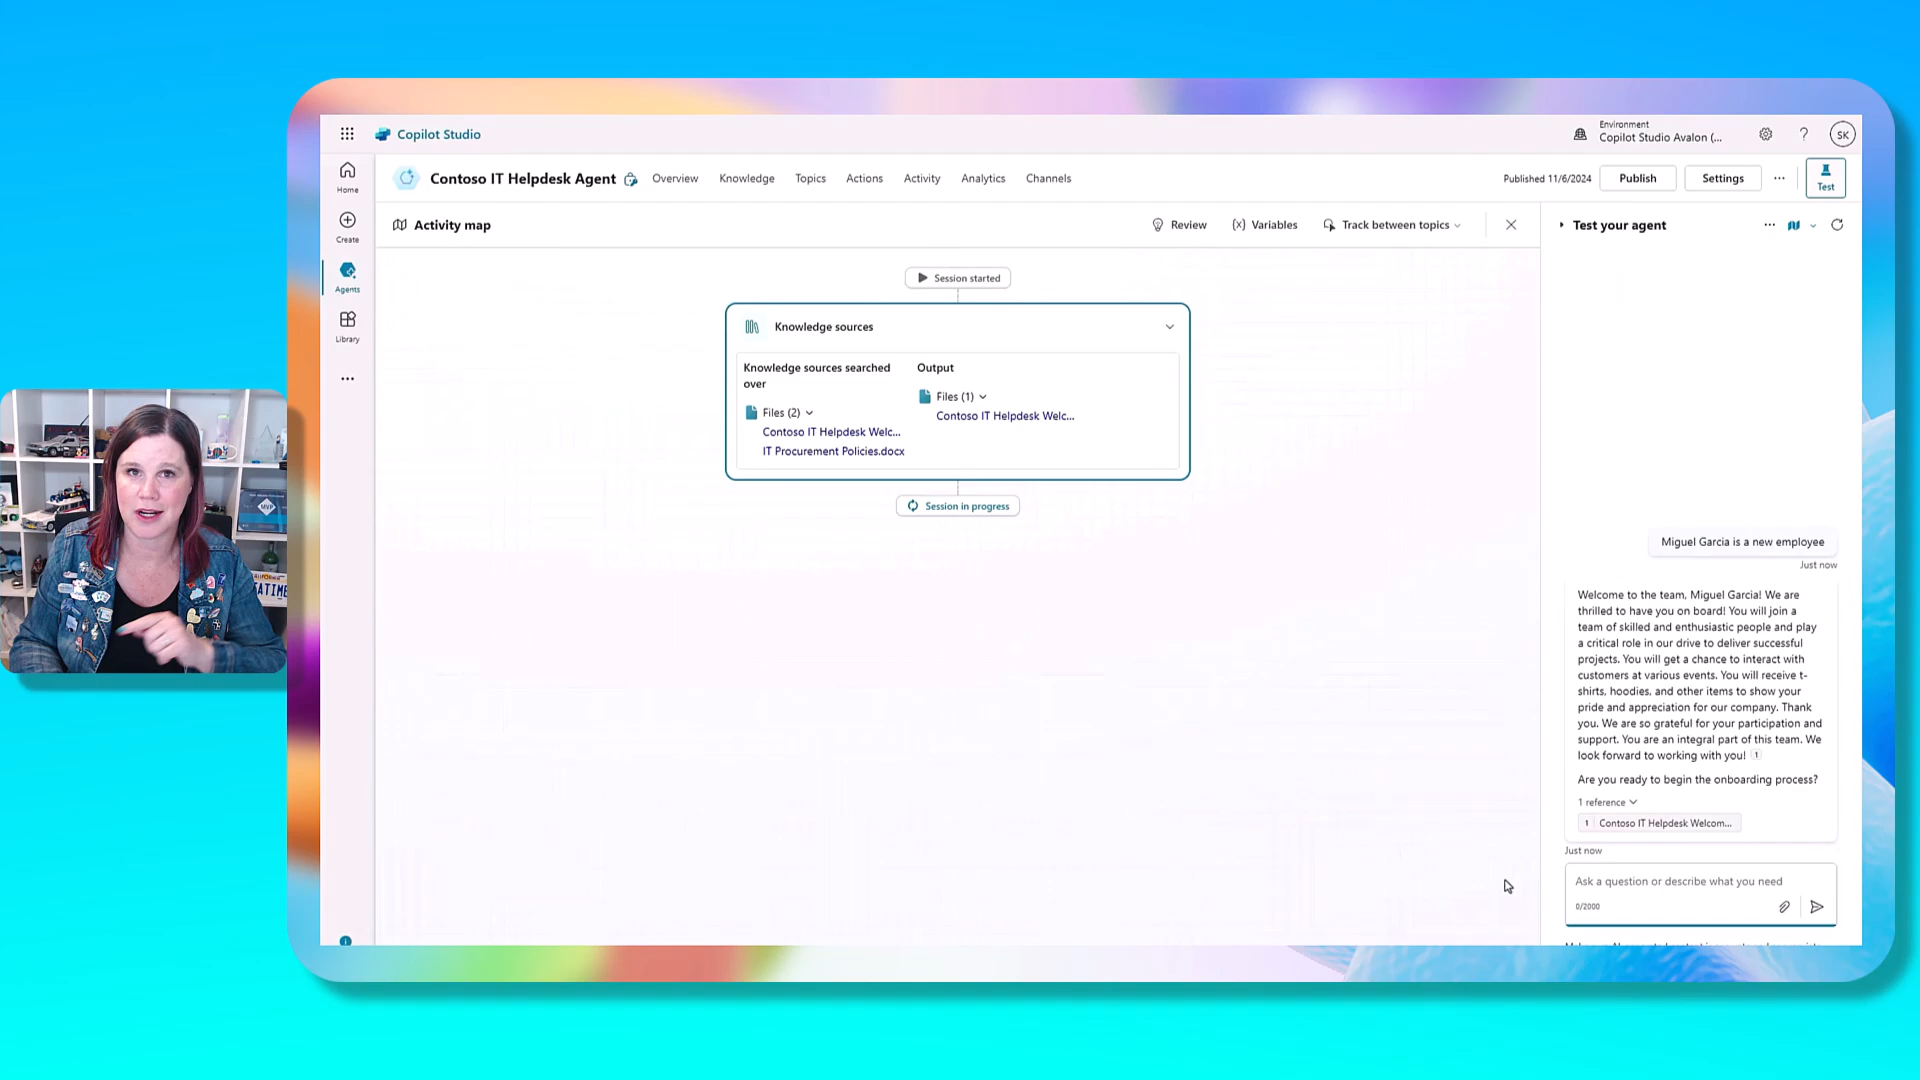 Copilot Studio
Environment
Copilot Studio Avalon (...
?
SK
Home
Create
Agents
Library
Contoso IT Helpdesk Agent
Overview
Knowledge
Topics
Actions
Activity
Analytics
Channels
Published 11/6/2024
Publish
Settings
Test
Activity map
Review
(x) Variables
Track between topics
Session started
Knowledge sources
Knowledge sources searched
over
Files (2)
Contoso IT Helpdesk Welc...
IT Procurement Policies.docx
Output
Files (1)
Contoso IT Helpdesk Welc...
Session in progress
Test your agent
Miguel Garcia is a new employee
Just now
Welcome to the team, Miguel Garcia! We are
thrilled to have you on board! You will join a
team of skilled and enthusiastic people and play
a critical role in our drive to deliver successful
projects. You will get a chance to interact with
customers at various events. You will receive t-
shirts, hoodies, and other items to show your
pride and appreciation for our company. Thank
you. We are so grateful for your participation and
support. You are an integral part of this team. We
look forward to working with you! 1
Are you ready to begin the onboarding process?
1 reference
1 Contoso IT Helpdesk Welcom...
Just now
Ask a question or describe what you need
0/2000
MVP